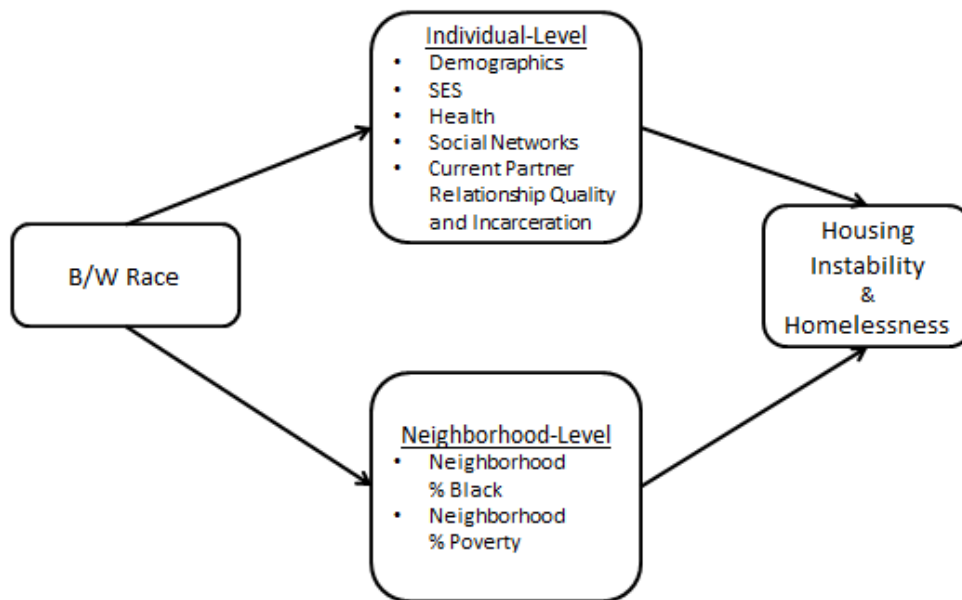 Individual-Level
• Demographics
• SES
• Health
• Social Networks
• Current Partner
Relationship Quality
and Incarceration
B/W Race
Housing
Instability
&
Homelessness
Neighborhood-Level
• Neighborhood
% Black
• Neighborhood
% Poverty